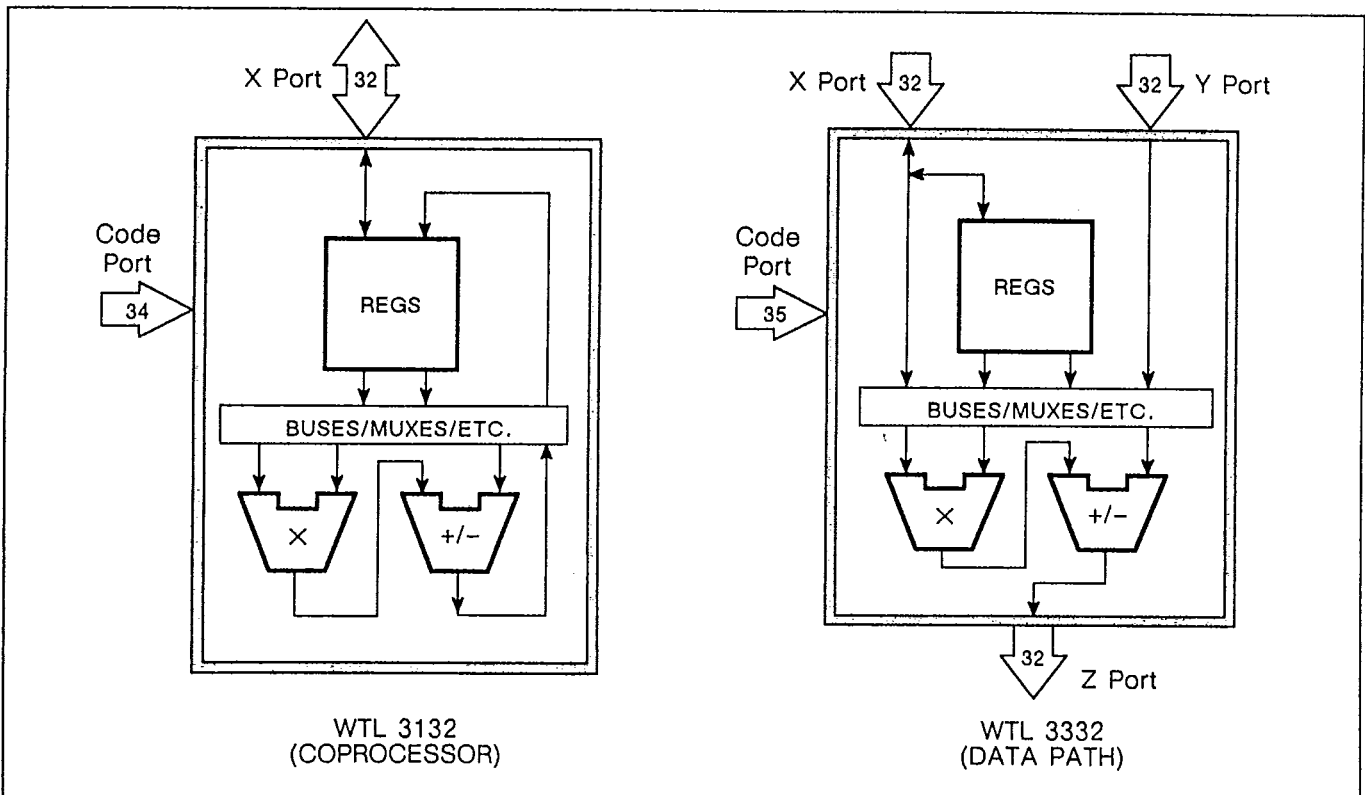 X Port
32
Code
Port
34
REGS
BUSES/MUXES/ETC.
×
+/−
WTL 3132
(COPROCESSOR)
X Port
32
32
Y Port
Code
Port
35
REGS
BUSES/MUXES/ETC.
×
+/−
32
Z Port
WTL 3332
(DATA PATH)